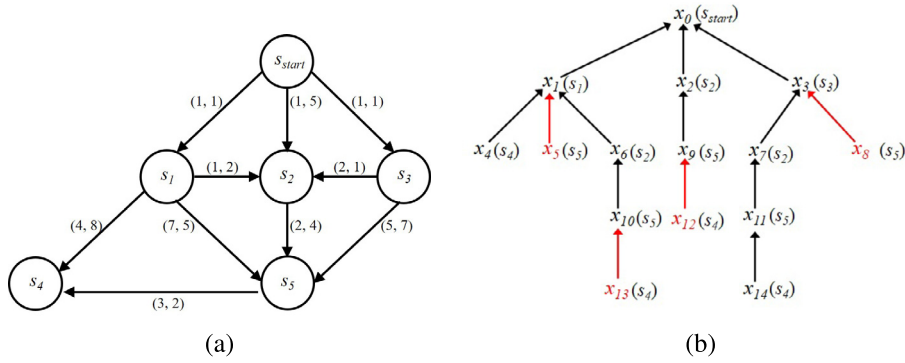 s_start
(1, 1)
(1, 5)
(1, 1)
s_1
(1, 2)
s_2
(2, 1)
s_3
(4, 8)
(7, 5)
(2, 4)
(5, 7)
s_4
(3, 2)
s_5
(a)
x_0(s_start)
x_1(s_1) x_2(s_2) x_3(s_3)
x_4(s_4) x_5(s_5) x_6(s_2) x_9(s_5) x_7(s_2) x_8 (s_5)
x_10(s_5) x_12(s_4) x_11(s_5)
x_13(s_4) x_14(s_4)
(b)